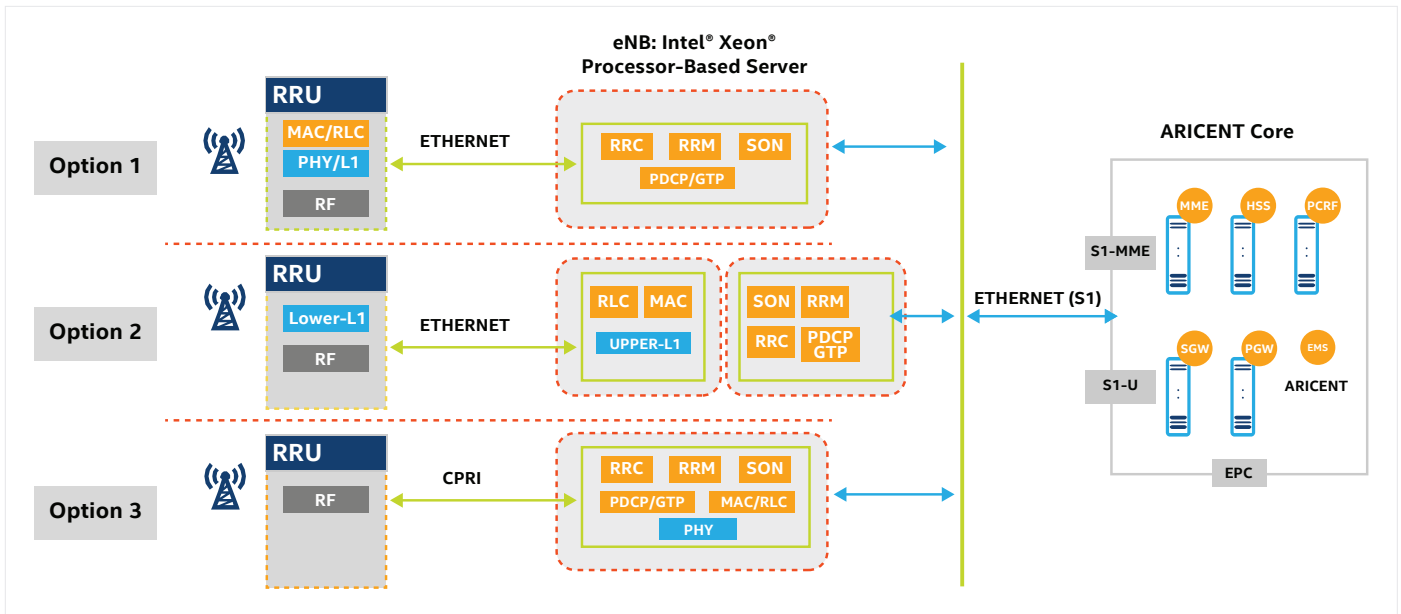 eNB: Intel® Xeon®
Processor-Based Server
ARICENT Core
Option 1
RRU
MAC/RLC
PHY/L1
RF
ETHERNET
RRC
RRM
SON
PDCP/GTP
Option 2
RRU
Lower-L1
RF
ETHERNET
RLC
MAC
UPPER-L1
SON
RRM
RRC
PDCP
GTP
Option 3
RRU
RF
CPRI
RRC
RRM
SON
PDCP/GTP
MAC/RLC
PHY
ETHERNET (S1)
S1-MME
MME
HSS
PCRF
S1-U
SGW
PGW
EMS
ARICENT
EPC